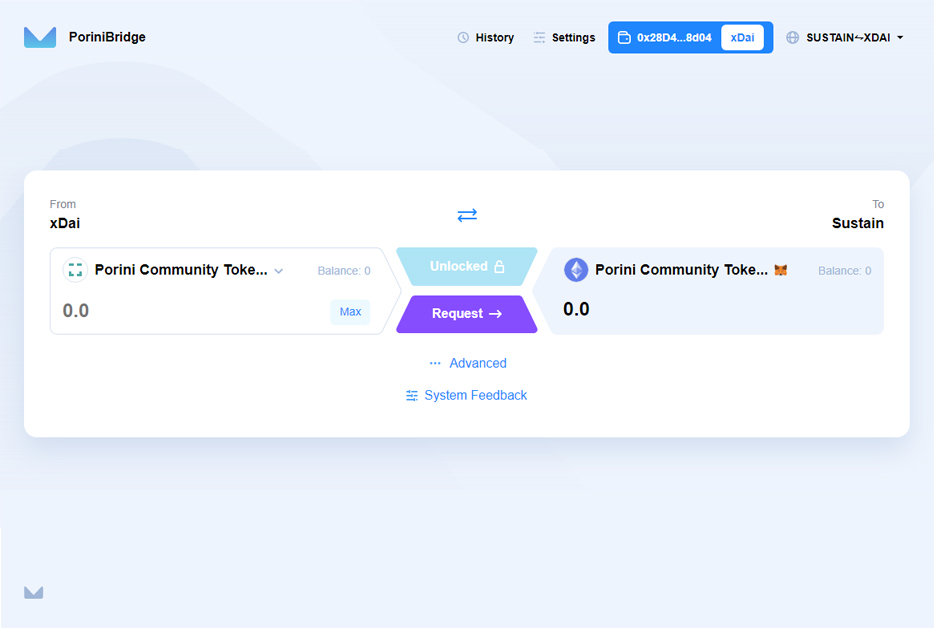 PoriniBridge
History
Settings
0x28D4...8d04
xDai
SUSTAIN⇋XDAI
From
To
xDai
Sustain
Porini Community Toke...
Balance: 0
Unlocked
Porini Community Toke...
Balance: 0
0.0
Max
Request →
0.0
··· Advanced
System Feedback